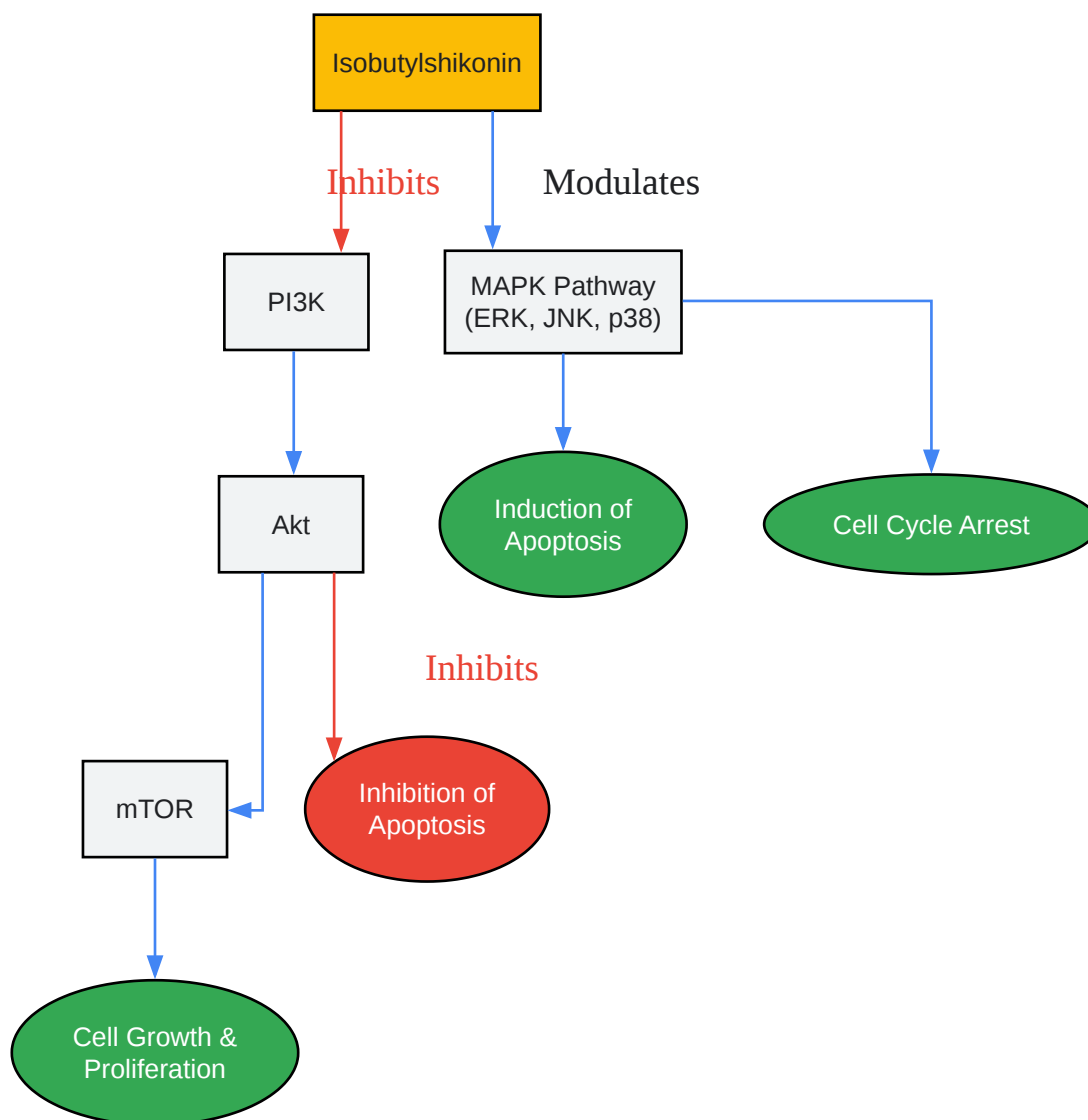 Isobutylshikonin
Inhibits
Modulates
PI3K
MAPK Pathway
(ERK, JNK, p38)
Akt
Induction of
Apoptosis
Cell Cycle Arrest
Inhibits
mTOR
Inhibition of
Apoptosis
Cell Growth &
Proliferation